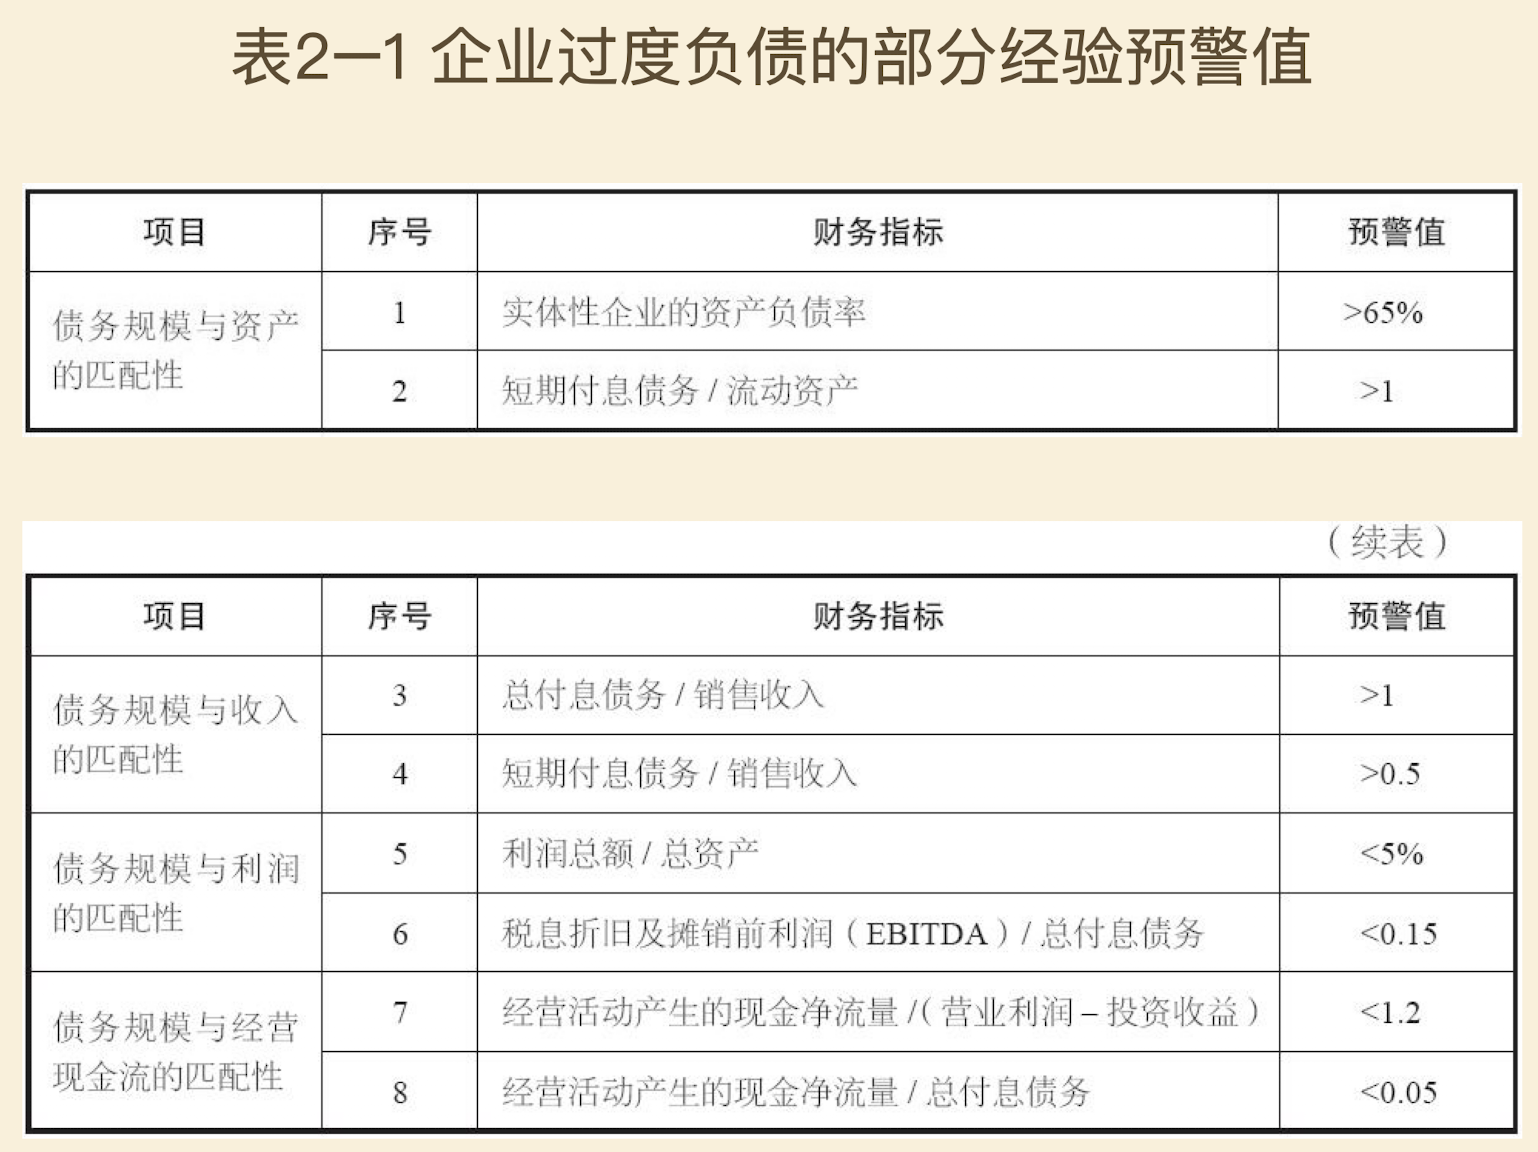 表2—1 企业过度负债的部分经验预警值
项目 序号 财务指标 预警值
债务规模与资产
的匹配性
1 实体性企业的资产负债率 >65%
2 短期付息债务 / 流动资产 >1
（续表）
项目 序号 财务指标 预警值
债务规模与收入
的匹配性
3 总付息债务 / 销售收入 >1
4 短期付息债务 / 销售收入 >0.5
债务规模与利润
的匹配性
5 利润总额 / 总资产 <5%
6 税息折旧及摊销前利润（EBITDA）/ 总付息债务 <0.15
债务规模与经营
现金流的匹配性
7 经营活动产生的现金净流量 /（营业利润 – 投资收益） <1.2
8 经营活动产生的现金净流量 / 总付息债务 <0.05